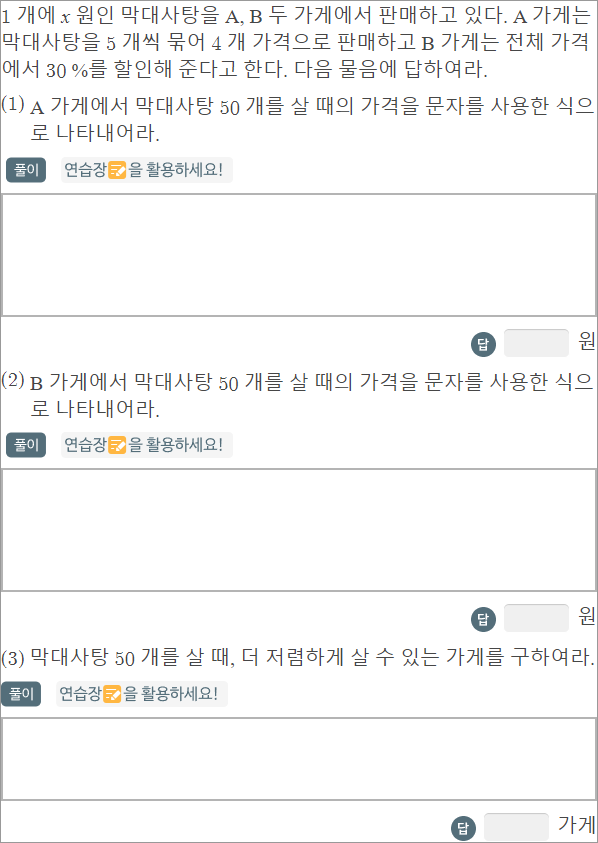 1 개에 x 원인 막대사탕을 A, B 두 가게에서 판매하고 있다. A 가게는
막대사탕을 5 개씩 묶어 4 개 가격으로 판매하고 B 가게는 전체 가격
에서 30 %를 할인해 준다고 한다. 다음 물음에 답하여라.
(1) A 가게에서 막대사탕 50 개를 살 때의 가격을 문자를 사용한 식으
로 나타내어라.
풀이 연습장을 활용하세요!
답 원
(2) B 가게에서 막대사탕 50 개를 살 때의 가격을 문자를 사용한 식으
로 나타내어라.
풀이 연습장을 활용하세요!
답 원
(3) 막대사탕 50 개를 살 때, 더 저렴하게 살 수 있는 가게를 구하여라.
풀이 연습장을 활용하세요!
답 가게